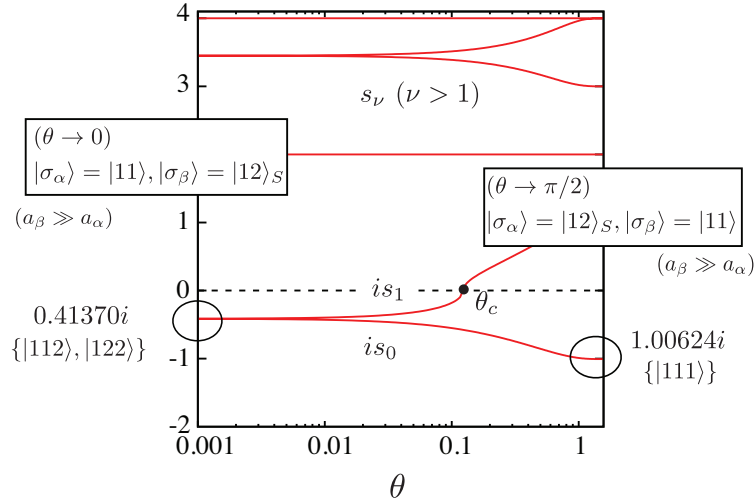 4
3
s_ν (ν > 1)
(θ → 0)
|σ_α⟩ = |11⟩, |σ_β⟩ = |12⟩_S
(a_β ≫ a_α)
(θ → π/2)
|σ_α⟩ = |12⟩_S, |σ_β⟩ = |11⟩
(a_β ≫ a_α)
1
0
is_1
θ_c
0.41370i
{|112⟩, |122⟩}
is_0
1.00624i
{|111⟩}
-1
-2
0.001
0.01
0.1
1
θ